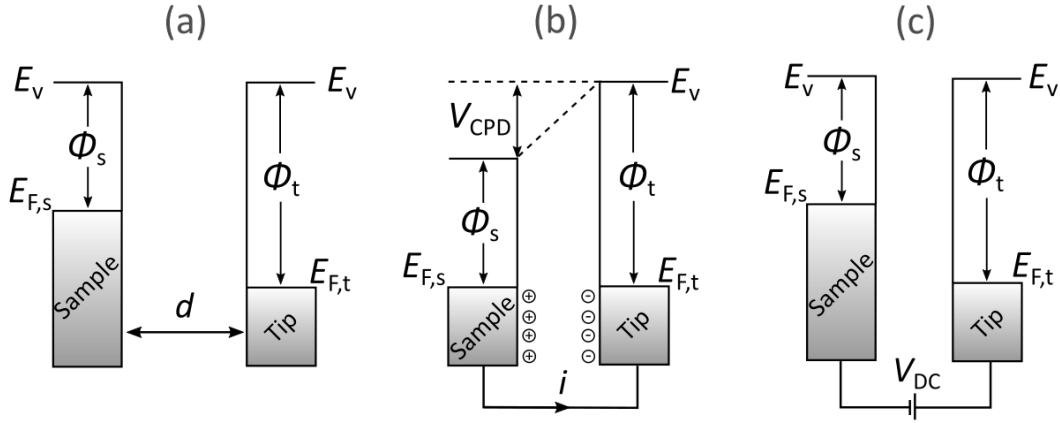 (a)
(b)
(c)
E_v
E_v
Φ_s
Φ_t
E_F,s
E_F,t
Sample
Tip
d
E_v
V_CPD
Φ_s
Φ_t
E_F,s
E_F,t
Sample
Tip
⊕ ⊖
⊕ ⊖
⊕ ⊖
⊕ ⊖
i
E_v
E_v
Φ_s
Φ_t
E_F,s
E_F,t
Sample
Tip
V_DC